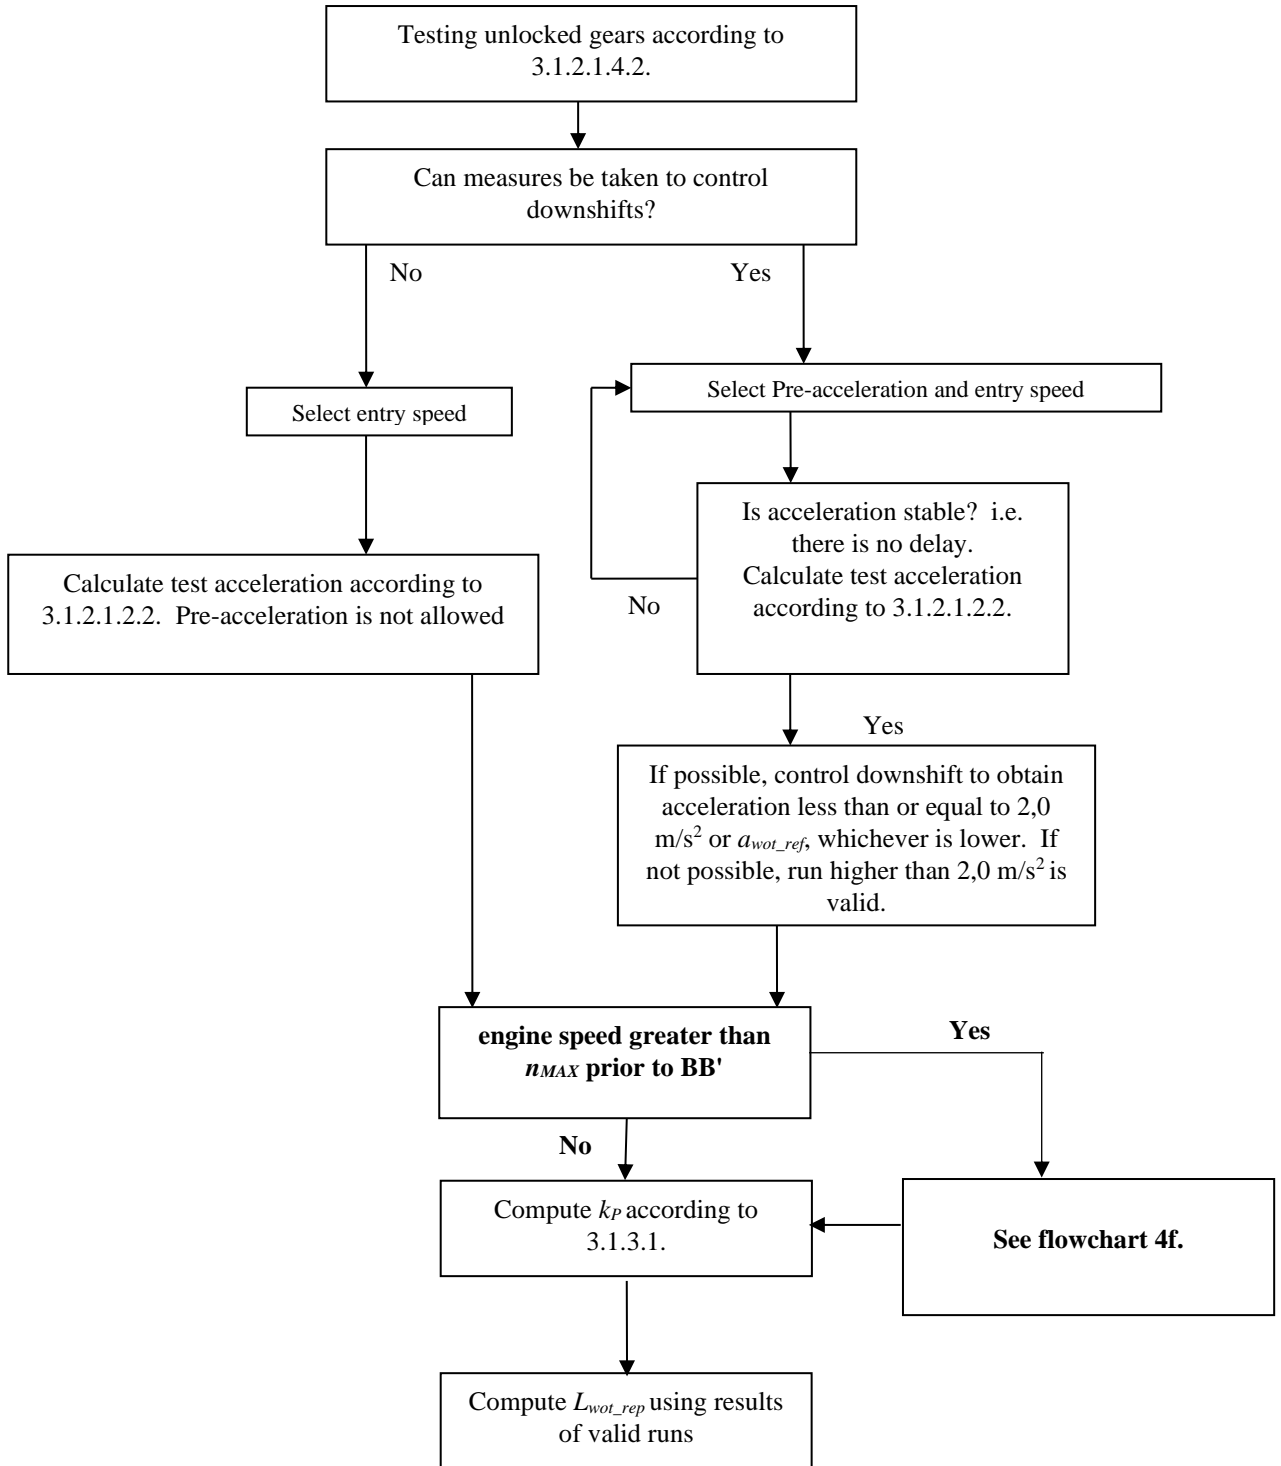 Testing unlocked gears according to
3.1.2.1.4.2.
Can measures be taken to control
downshifts?
No
Yes
Select entry speed
Select Pre-acceleration and entry speed
Calculate test acceleration according to
3.1.2.1.2.2. Pre-acceleration is not allowed
Is acceleration stable? i.e.
there is no delay.
Calculate test acceleration
according to 3.1.2.1.2.2.
No
Yes
If possible, control downshift to obtain
acceleration less than or equal to 2,0
m/s² or a_wot_ref, whichever is lower. If
not possible, run higher than 2,0 m/s² is
valid.
engine speed greater than
n_MAX prior to BB'
Yes
No
Compute k_P according to
3.1.3.1.
See flowchart 4f.
Compute L_wot_rep using results
of valid runs